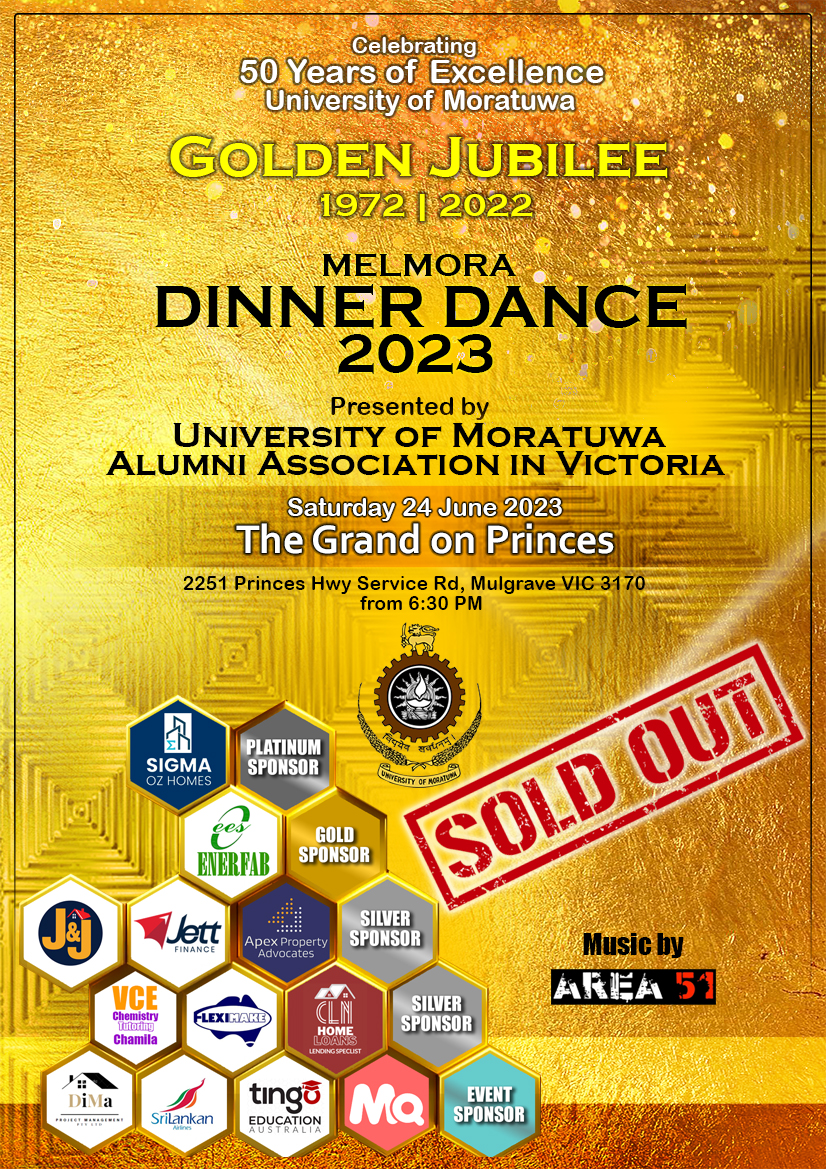 Celebrating
50 Years of Excellence
University of Moratuwa
GOLDEN JUBILEE
1972 | 2022
MELMORA
DINNER DANCE
2023
Presented by
UNIVERSITY OF MORATUWA
ALUMNI ASSOCIATION IN VICTORIA
Saturday 24 June 2023
The Grand on Princes
2251 Princes Hwy Service Rd, Mulgrave VIC 3170
from 6:30 PM
UNIVERSITY OF MORATUWA
SOLD OUT
SIGMA
OZ HOMES
PLATINUM
SPONSOR
ees
ENERFAB
GOLD
SPONSOR
J&J
Jett
FINANCE
Apex Property
Advocates
SILVER
SPONSOR
Music by
AREA 51
VCE
Chemistry
Tutoring
Chamila
FLEXIMAKE
CLN
HOME
LOANS
LENDING SPECLIST
SILVER
SPONSOR
DiMa
PROJECT MANAGEMENT
PTY LTD
SriLankan
Airlines
tingo
EDUCATION
AUSTRALIA
MQ
EVENT
SPONSOR